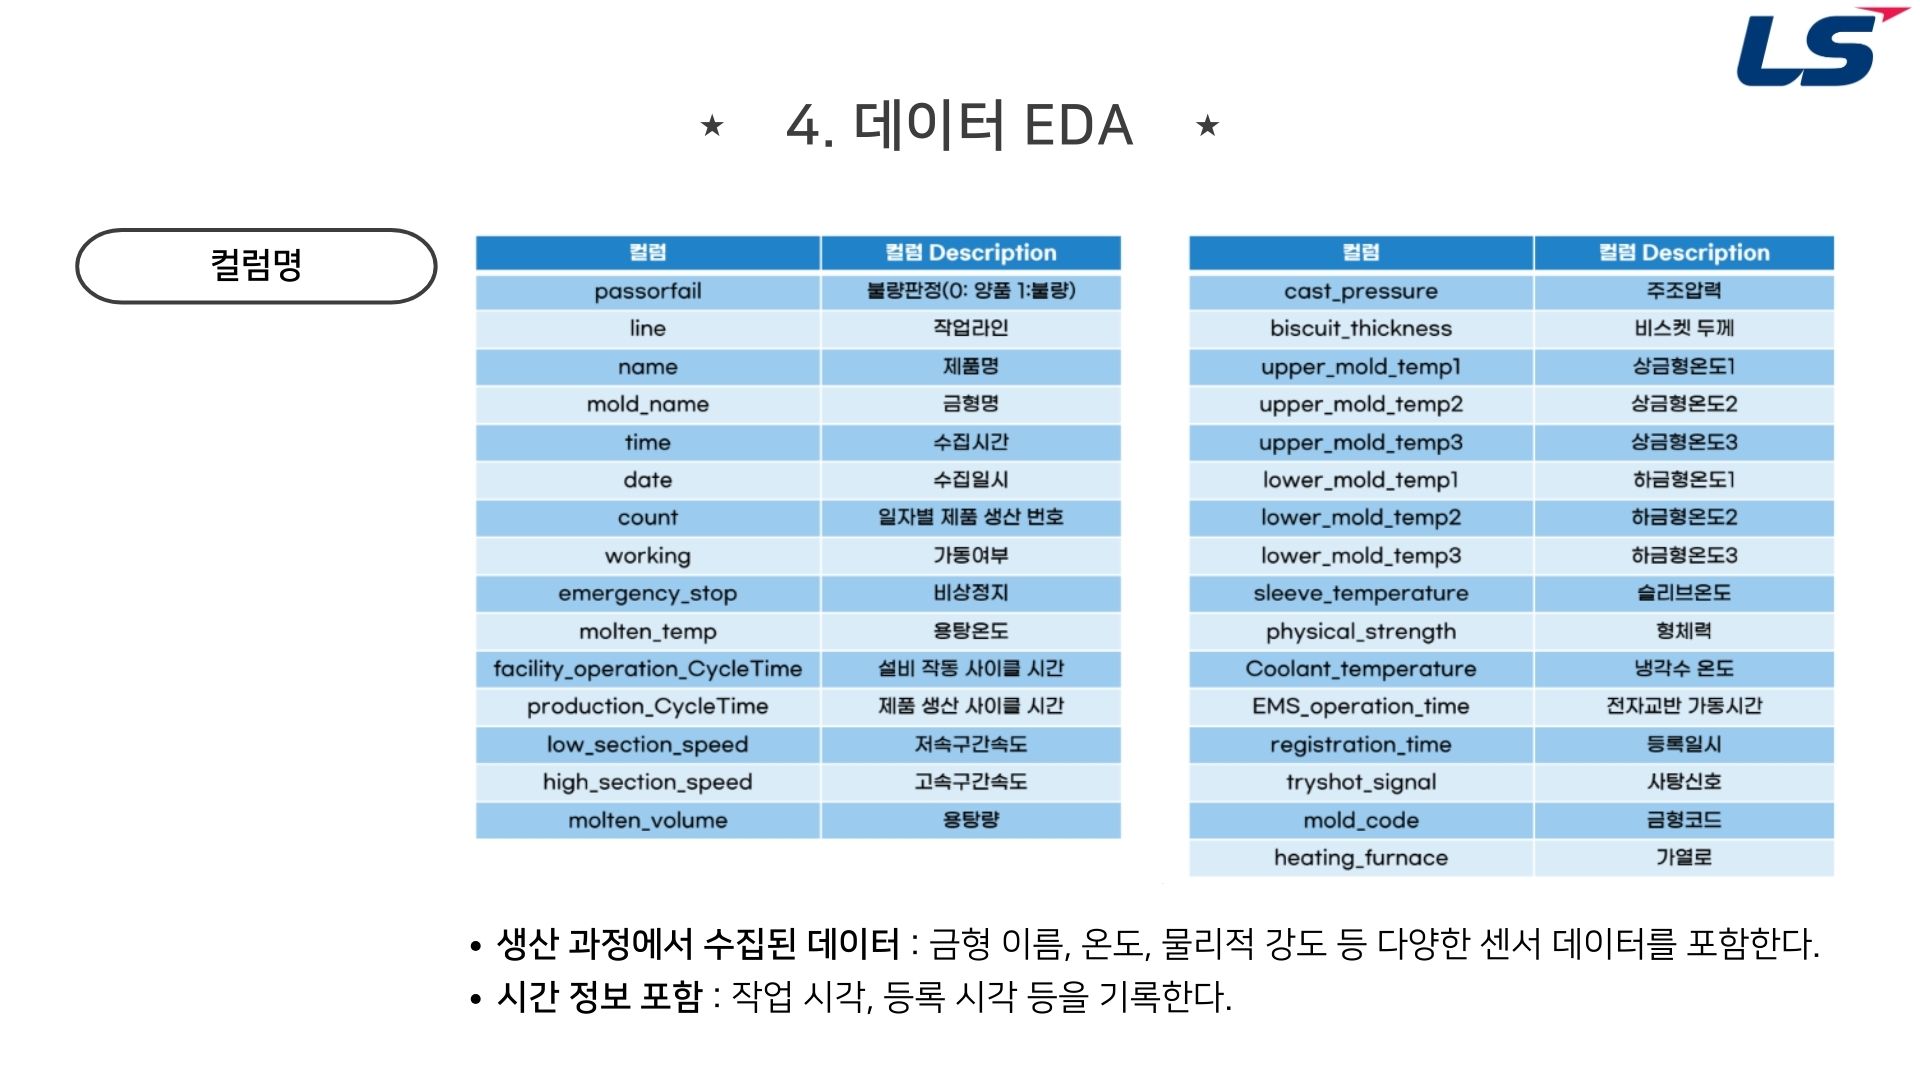 LS
4. 데이터 EDA
컬럼명
컬럼 컬럼 Description
passorfail 불량판정(0: 양품 1:불량)
line 작업라인
name 제품명
mold_name 금형명
time 수집시간
date 수집일시
count 일자별 제품 생산 번호
working 가동여부
emergency_stop 비상정지
molten_temp 용탕온도
facility_operation_CycleTime 설비 작동 사이클 시간
production_CycleTime 제품 생산 사이클 시간
low_section_speed 저속구간속도
high_section_speed 고속구간속도
molten_volume 용탕량
컬럼 컬럼 Description
cast_pressure 주조압력
biscuit_thickness 비스켓 두께
upper_mold_temp1 상금형온도1
upper_mold_temp2 상금형온도2
upper_mold_temp3 상금형온도3
lower_mold_temp1 하금형온도1
lower_mold_temp2 하금형온도2
lower_mold_temp3 하금형온도3
sleeve_temperature 슬리브온도
physical_strength 형체력
Coolant_temperature 냉각수 온도
EMS_operation_time 전자교반 가동시간
registration_time 등록일시
tryshot_signal 사탕신호
mold_code 금형코드
heating_furnace 가열로
• 생산 과정에서 수집된 데이터 : 금형 이름, 온도, 물리적 강도 등 다양한 센서 데이터를 포함한다.
• 시간 정보 포함 : 작업 시각, 등록 시각 등을 기록한다.